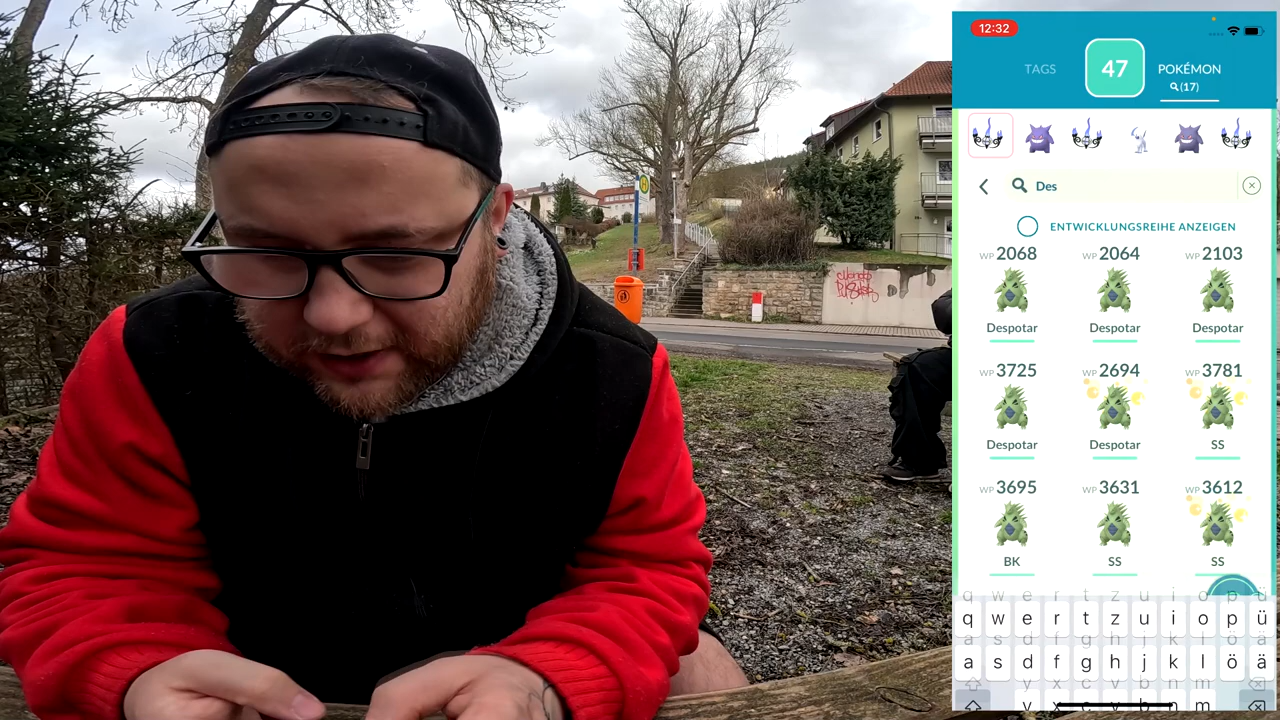 12:32
TAGS
47
POKÉMON
(17)
Des
ENTWICKLUNGSREIHE ANZEIGEN
WP 2068 WP 2064 WP 2103
Despotar Despotar Despotar
WP 3725 WP 2694 WP 3781
Despotar Despotar SS
WP 3695 WP 3631 WP 3612
BK SS SS
q w e r t z u i o p ü
q w e r t z u i o p ü
a s d f g h j k l ö ä
a s d f g h j k l ö ä
y x c v b n m
y x c v b n m
H